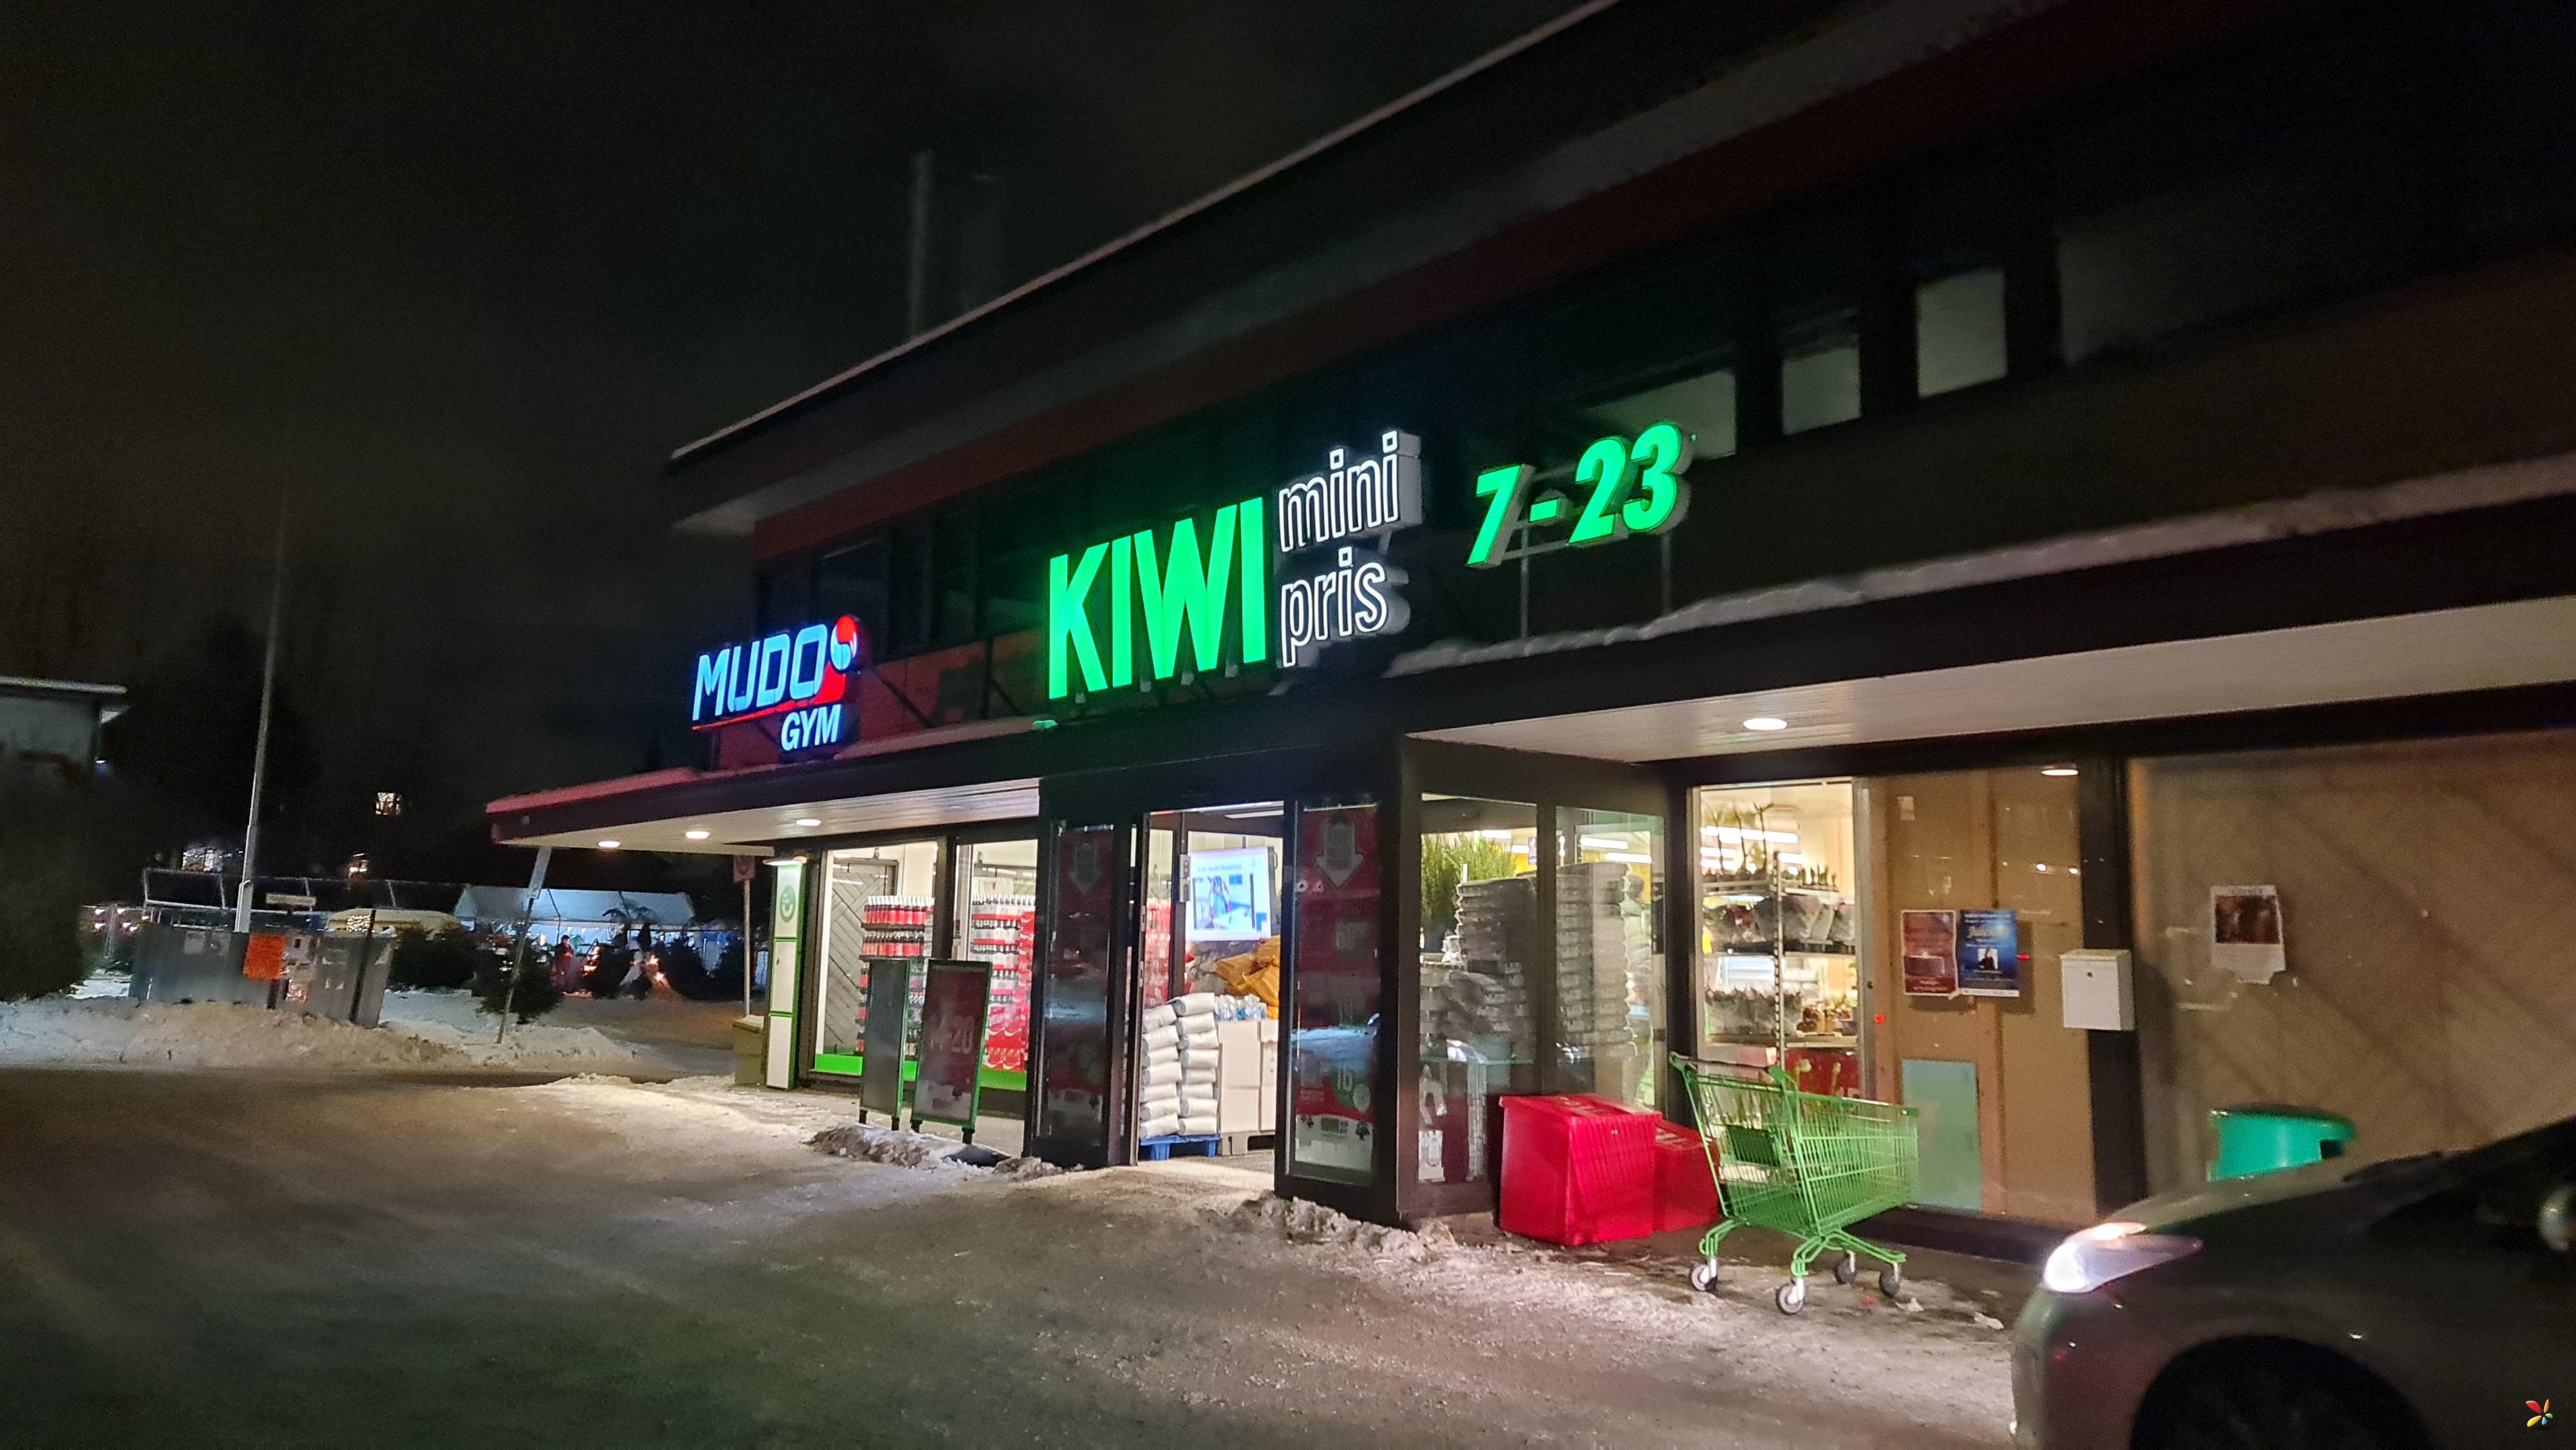 MUDO
GYM
KIWI
mini
pris
7 - 23